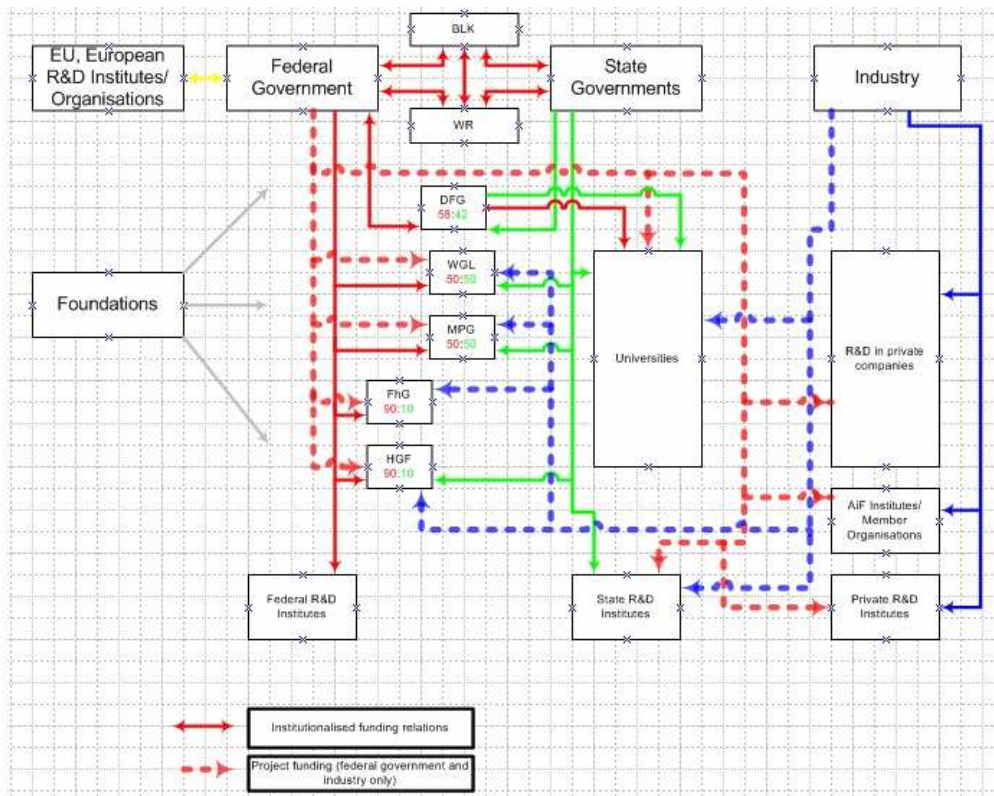 BLK
EU, European
R&D Institutes/
Organisations
Federal
Government
State
Governments
Industry
WR
DFG
58:42
WGL
50:50
Foundations
MPG
50:50
Universities
R&D in private
companies
FhG
90:10
HGF
90:10
AiF Institutes/
Member
Organisations
Federal R&D
Institutes
State R&D
Institutes
Private R&D
Institutes
Institutionalised funding relations
Project funding (federal government and
industry only)